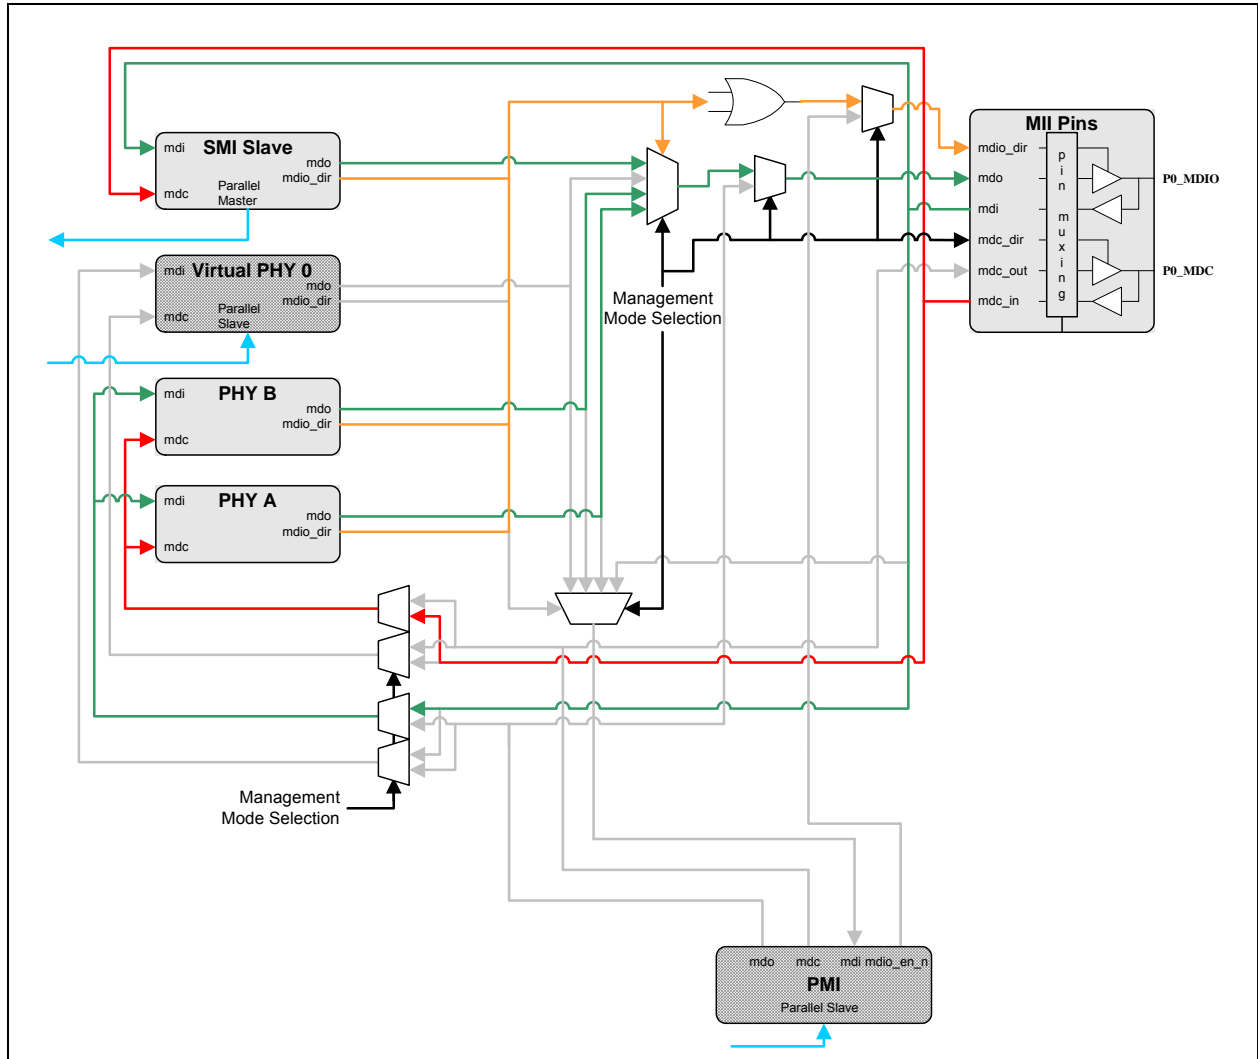 SMI Slave
mdi
mdo
mdio_dir
mdc
Parallel
Master
Virtual PHY 0
mdi
mdo
mdio_dir
mdc
Parallel
Slave
PHY B
mdi
mdo
mdio_dir
mdc
PHY A
mdi
mdo
mdio_dir
mdc
Management
Mode Selection
MII Pins
mdio_dir
mdo
mdi
mdc_dir
mdc_out
mdc_in
pin muxing
P0_MDIO
P0_MDC
Management
Mode Selection
mdo mdc mdi mdio_en_n
PMI
Parallel Slave